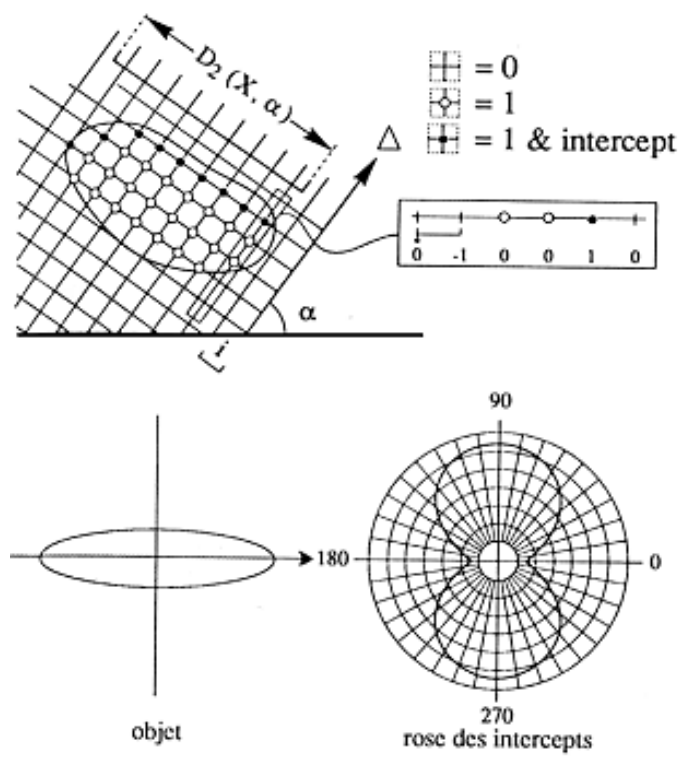 D₂ (X, α)
= 0
= 1
△
= 1 & intercept
0 -1 0 0 1 0
α
i
90
180
0
270
objet
rose des intercepts